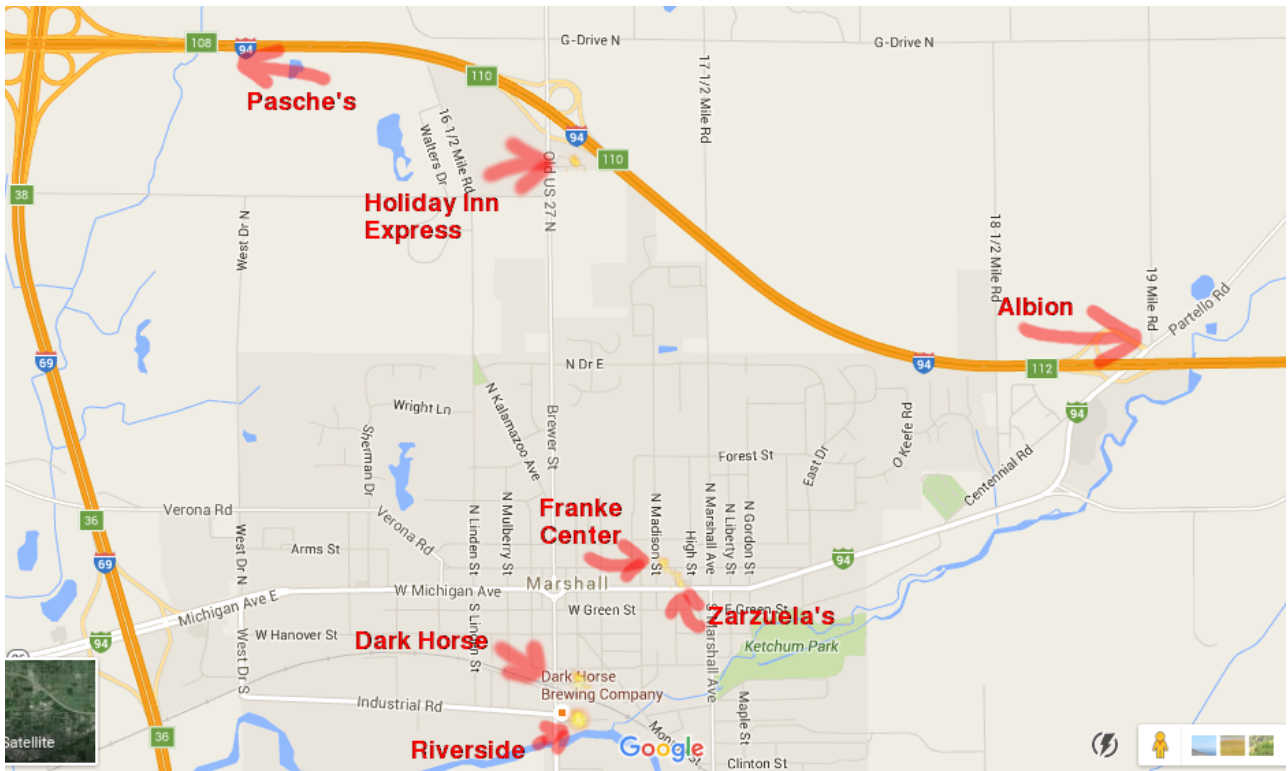 G-Drive N
G-Drive N
108
94
110
Pasche's
17 1/2 Mile Rd
16 1/2 Mile Rd
Walters Dr
94
110
Old US 27 N
38
Holiday Inn
Express
West Dr N
18 1/2 Mile Rd
19 Mile Rd
Partello Rd
Albion
69
N Dr E
94
112
94
Wright Ln
N Kalamazoo Ave
Brewer St
Sherman Dr
O Keefe Rd
East Dr
Forest St
Centennial Rd
Verona Rd
36
Verona Rd
N Linden St
N Mulberry St
Franke
Center
N Madison St
High St
N Marshall Ave
N Liberty St
N Gordon St
West Dr N
Arms St
69
94
Marshall
W Michigan Ave
Michigan Ave E
W Green St
E Green St
Zarzuela's
94
W Hanover St
S Linden St
Dark Horse
S Marshall Ave
Ketchum Park
West Dr S
Dark Horse
Brewing Company
Industrial Rd
Maple St
36
Satellite
Riverside
Google
Clinton St